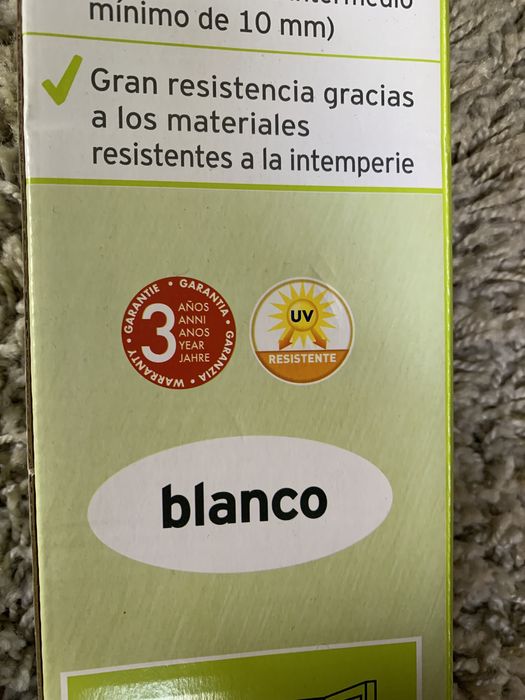 mínimo de 10 mm)
Gran resistencia gracias
a los materiales
resistentes a la intemperie
GARANTIE • GARANTIA • GARANZIA • WARRANTY •
3
AÑOS
ANNI
ANOS
YEAR
JAHRE
UV
RESISTENTE
blanco